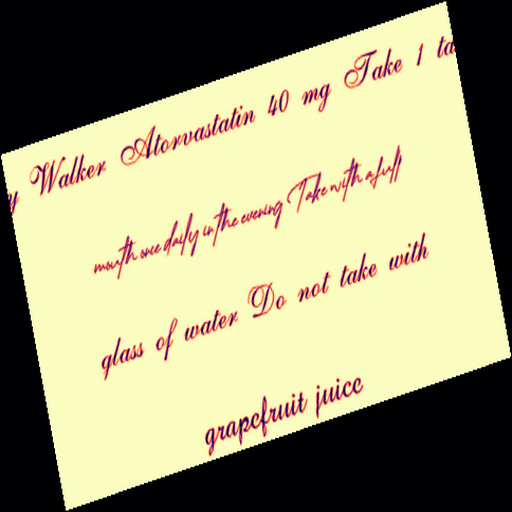 y Walker Atorvastatin 40 mg Take 1 ta
mouth once daily in the evening Take with a full
glass of water Do not take with
grapefruit juice